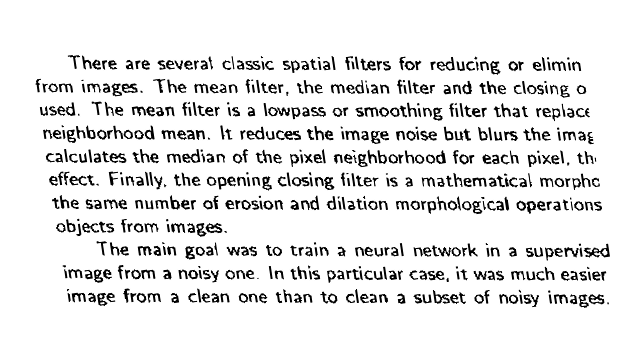 There are several classic spatial filters for reducing or elimin
from images. The mean filter, the median filter and the closing o
used. The mean filter is a lowpass or smoothing filter that replace
neighborhood mean. It reduces the image noise but blurs the imag
calculates the median of the pixel neighborhood for each pixel, th
effect. Finally, the opening closing filter is a mathematical morpho
the same number of erosion and dilation morphological operations
objects from images.
The main goal was to train a neural network in a supervised
image from a noisy one. In this particular case, it was much easier
image from a clean one than to clean a subset of noisy images.